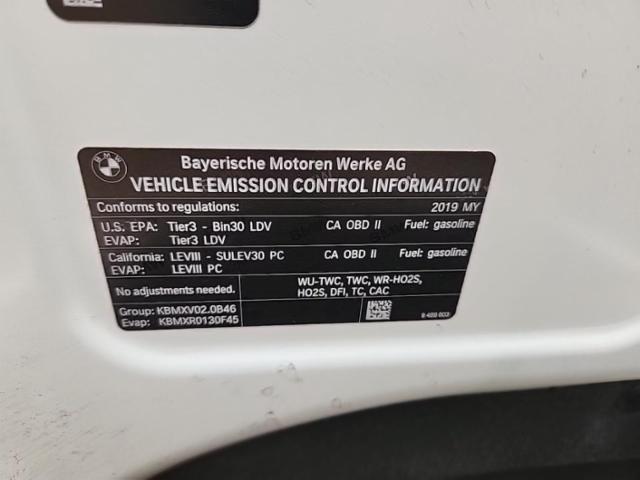 BMW
Bayerische Motoren Werke AG
VEHICLE EMISSION CONTROL INFORMATION
Conforms to regulations: 2019 MY
U.S. EPA: Tier3 - Bin30 LDV CA OBD II Fuel: gasoline
EVAP: Tier3 LDV
California: LEVIII - SULEV30 PC CA OBD II Fuel: gasoline
EVAP: LEVIII PC
No adjustments needed. WU-TWC, TWC, WR-HO2S,
HO2S, DFI, TC, CAC
Group: KBMXV02.0B46
Evap: KBMXR0130F45